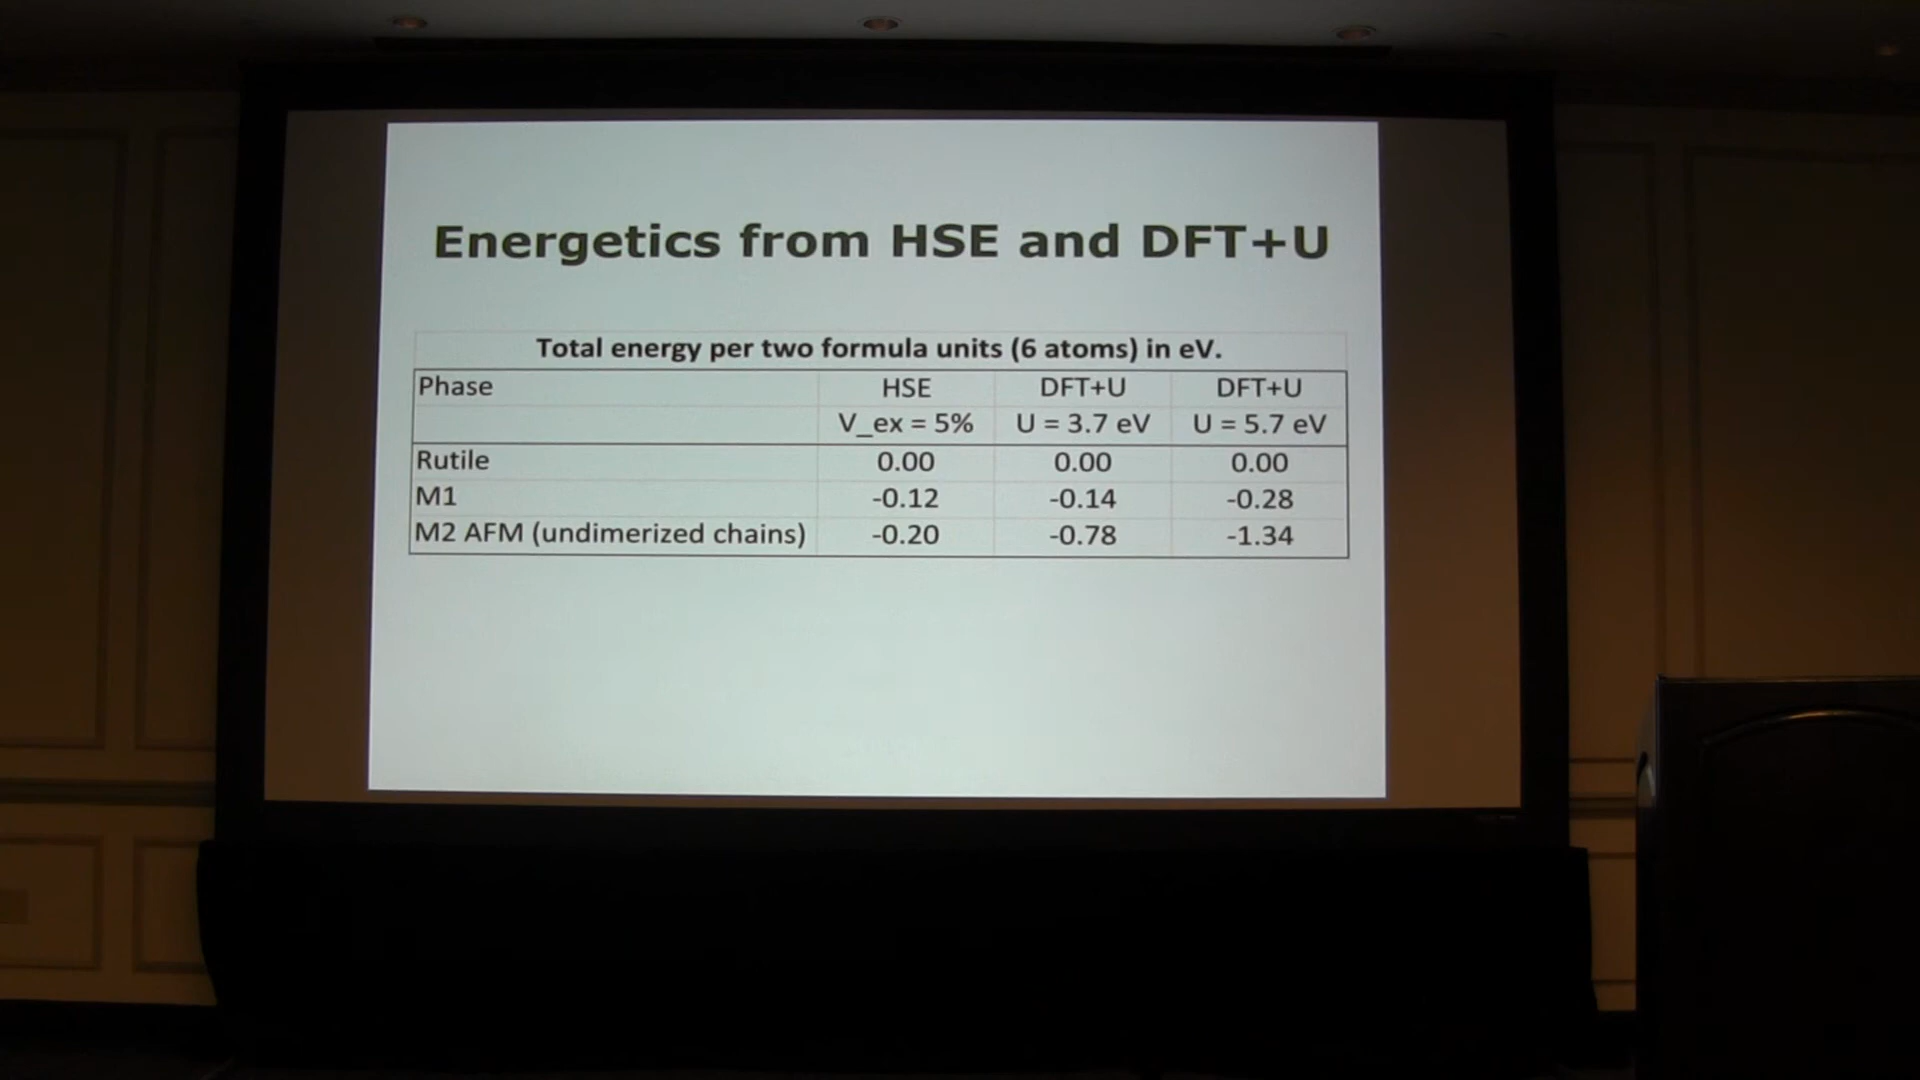 Energetics from HSE and DFT+U
Total energy per two formula units (6 atoms) in eV.
Phase HSE DFT+U DFT+U
V_ex = 5% U = 3.7 eV U = 5.7 eV
Rutile 0.00 0.00 0.00
M1 -0.12 -0.14 -0.28
M2 AFM (undimerized chains) -0.20 -0.78 -1.34